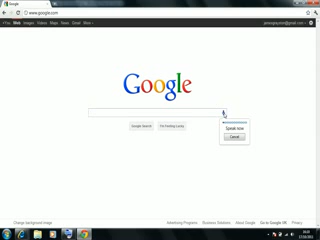 Google
www.google.com
+You Web Images Videos Maps News Gmail More
Google
Speak now
Cancel
Google Search I'm Feeling Lucky
Change background image Advertising Programs Business Solutions About Google Go to Google UK Privacy